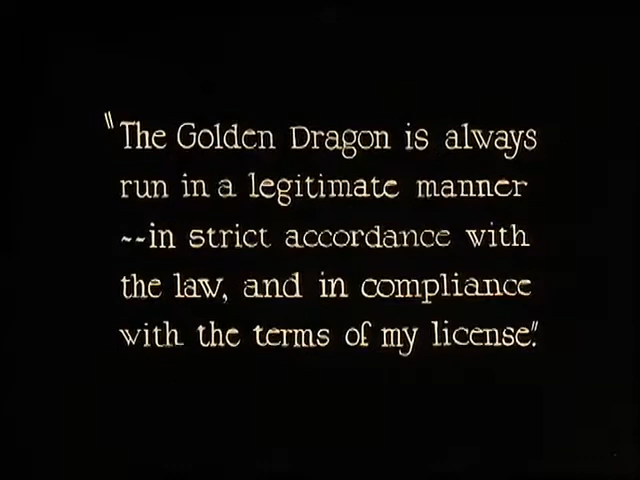 "The Golden Dragon is always
run in a legitimate manner
--in strict accordance with
the law, and in compliance
with the terms of my license."